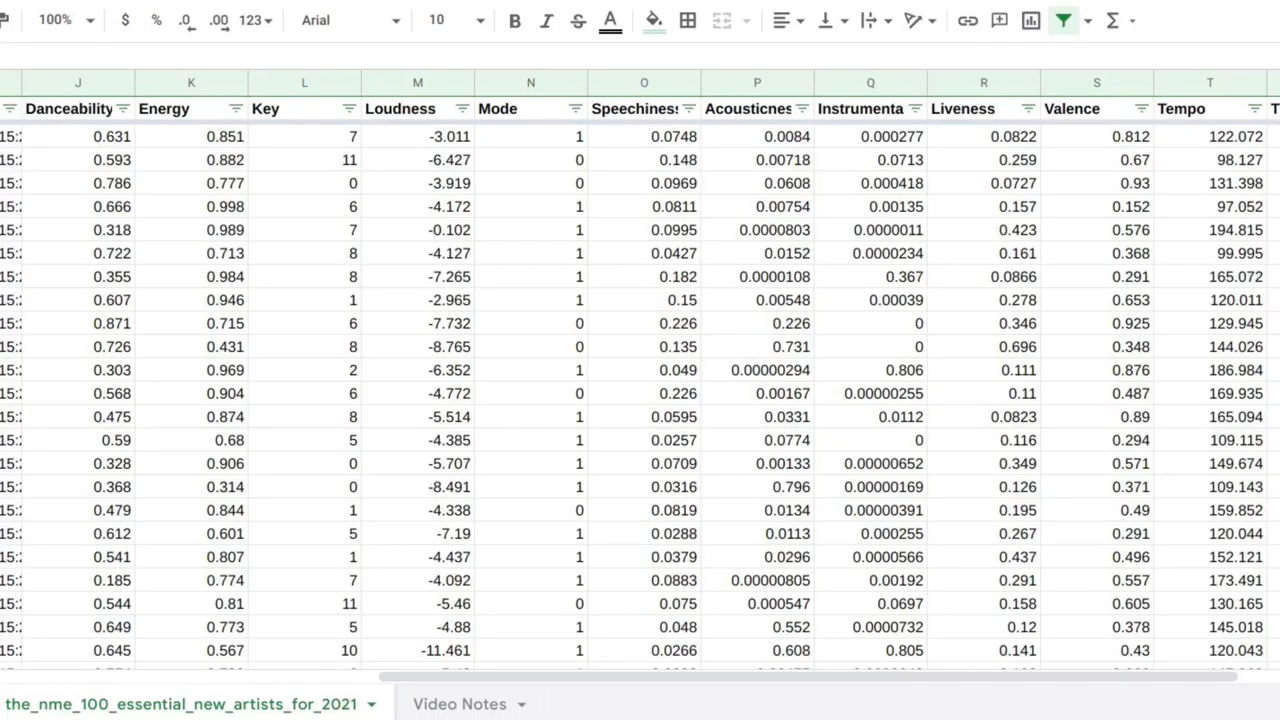 100% $ % .0 .00 123 Arial 10 B I S A Σ
J K L M N O P Q R S T
Danceability Energy Key Loudness Mode Speechiness Acousticnes Instrumenta Liveness Valence Tempo T
15:2 0.631 0.851 7 -3.011 1 0.0748 0.0084 0.000277 0.0822 0.812 122.072
15:2 0.593 0.882 11 -6.427 0 0.148 0.00718 0.0713 0.259 0.67 98.127
15:2 0.786 0.777 0 -3.919 0 0.0969 0.0608 0.000418 0.0727 0.93 131.398
15:2 0.666 0.998 6 -4.172 1 0.0811 0.00754 0.00135 0.157 0.152 97.052
15:2 0.318 0.989 7 -0.102 1 0.0995 0.0000803 0.0000011 0.423 0.576 194.815
15:2 0.722 0.713 8 -4.127 1 0.0427 0.0152 0.0000234 0.161 0.368 99.995
15:2 0.355 0.984 8 -7.265 1 0.182 0.0000108 0.367 0.0866 0.291 165.072
15:2 0.607 0.946 1 -2.965 1 0.15 0.00548 0.00039 0.278 0.653 120.011
15:2 0.871 0.715 6 -7.732 0 0.226 0.226 0 0.346 0.925 129.945
15:2 0.726 0.431 8 -8.765 0 0.135 0.731 0 0.696 0.348 144.026
15:2 0.303 0.969 2 -6.352 1 0.049 0.00000294 0.806 0.111 0.876 186.984
15:2 0.568 0.904 6 -4.772 0 0.226 0.00167 0.00000255 0.11 0.487 169.935
15:2 0.475 0.874 8 -5.514 1 0.0595 0.0331 0.0112 0.0823 0.89 165.094
15:2 0.59 0.68 5 -4.385 1 0.0257 0.0774 0 0.116 0.294 109.115
15:2 0.328 0.906 0 -5.707 1 0.0709 0.00133 0.00000652 0.349 0.571 149.674
15:2 0.368 0.314 0 -8.491 1 0.0316 0.796 0.00000169 0.126 0.371 109.143
15:2 0.479 0.844 1 -4.338 0 0.0819 0.0134 0.00000391 0.195 0.49 159.852
15:2 0.612 0.601 5 -7.19 1 0.0288 0.0113 0.000255 0.267 0.291 120.044
15:2 0.541 0.807 1 -4.437 1 0.0379 0.0296 0.0000566 0.437 0.496 152.121
15:2 0.185 0.774 7 -4.092 1 0.0883 0.00000805 0.00192 0.291 0.557 173.491
15:2 0.544 0.81 11 -5.46 0 0.075 0.000547 0.0697 0.158 0.605 130.165
15:2 0.649 0.773 5 -4.88 1 0.048 0.552 0.0000732 0.12 0.378 145.018
15:2 0.645 0.567 10 -11.461 1 0.0266 0.608 0.805 0.141 0.43 120.043
the_nme_100_essential_new_artists_for_2021 Video Notes